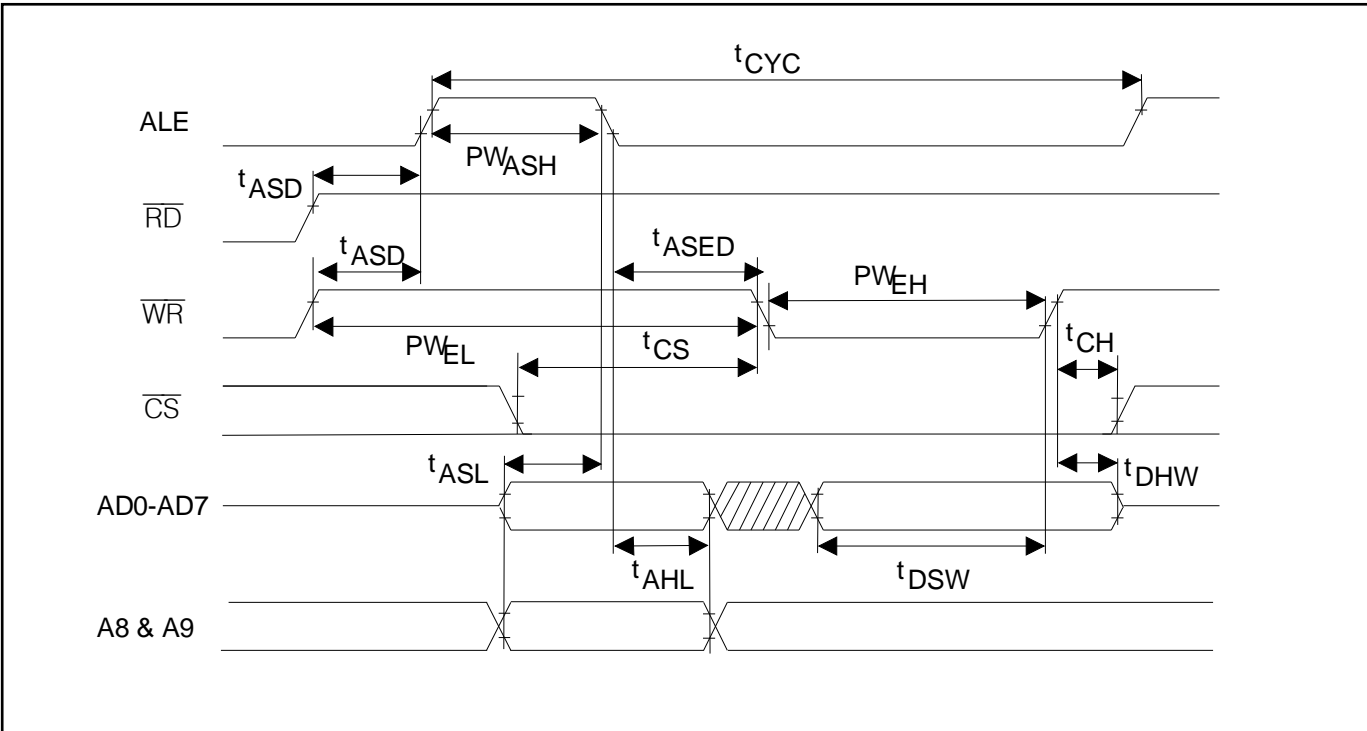 tCYC
ALE
PWASH
tASD
RD
tASD
tASED
PWEH
WR
PWEL
tCS
tCH
CS
tASL
tDHW
AD0-AD7
tAHL
tDSW
A8 & A9